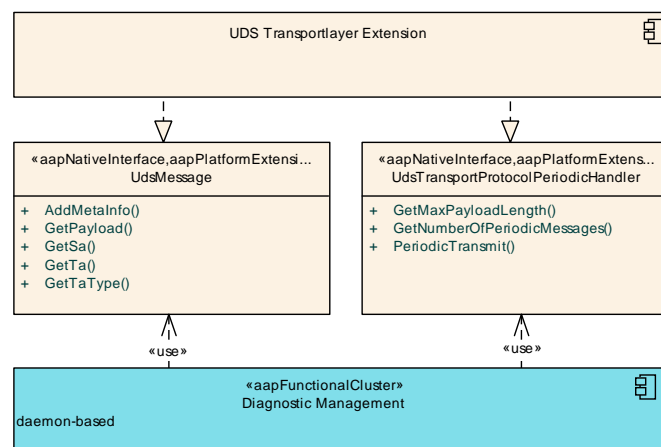 UDS Transportlayer Extension
«aapNativeInterface,aapPlatformExtensi...
UdsMessage
+ AddMetaInfo()
+ GetPayload()
+ GetSa()
+ GetTa()
+ GetTaType()
«aapNativeInterface,aapPlatformExtens...
UdsTransportProtocolPeriodicHandler
+ GetMaxPayloadLength()
+ GetNumberOfPeriodicMessages()
+ PeriodicTransmit()
«use»
«use»
«aapFunctionalCluster»
Diagnostic Management
daemon-based